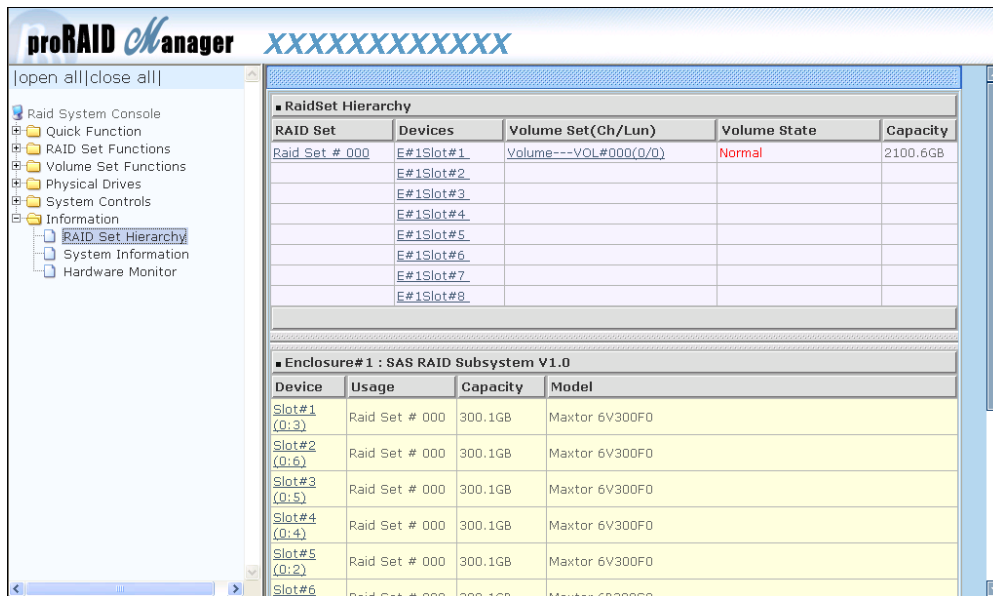 proRAID Manager XXXXXXXXXXXX
|open all|close all|
Raid System Console
Quick Function
RAID Set Functions
Volume Set Functions
Physical Drives
System Controls
Information
RAID Set Hierarchy
System Information
Hardware Monitor
RaidSet Hierarchy
RAID Set Devices Volume Set(Ch/Lun) Volume State Capacity
Raid Set # 000 E#1Slot#1 Volume---VOL#000(0/0) Normal 2100.6GB
E#1Slot#2
E#1Slot#3
E#1Slot#4
E#1Slot#5
E#1Slot#6
E#1Slot#7
E#1Slot#8
Enclosure#1 : SAS RAID Subsystem V1.0
Device Usage Capacity Model
Slot#1 (0:3) Raid Set # 000 300.1GB Maxtor 6V300F0
Slot#2 (0:6) Raid Set # 000 300.1GB Maxtor 6V300F0
Slot#3 (0:5) Raid Set # 000 300.1GB Maxtor 6V300F0
Slot#4 (0:4) Raid Set # 000 300.1GB Maxtor 6V300F0
Slot#5 (0:2) Raid Set # 000 300.1GB Maxtor 6V300F0
Slot#6 Raid Set # 000